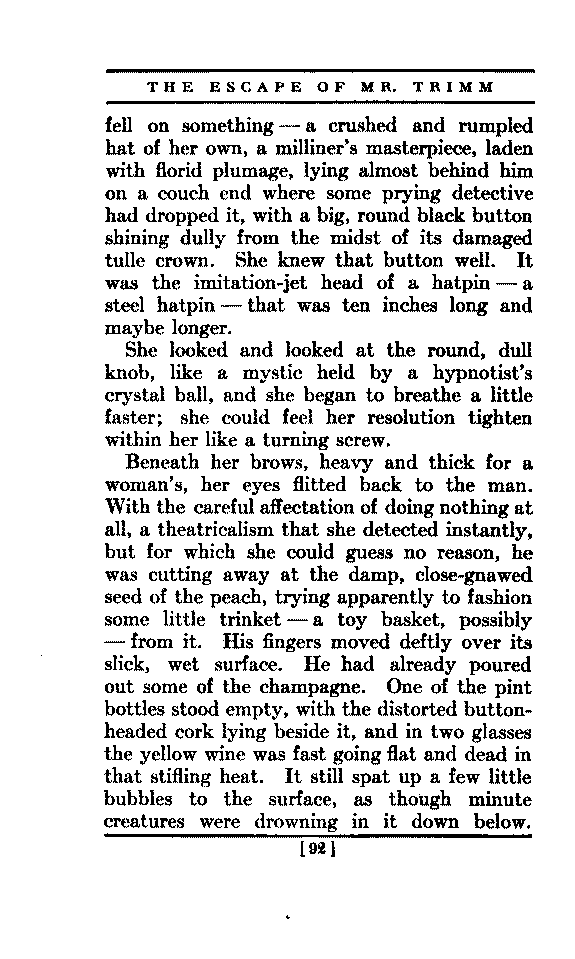 THE ESCAPE OF MR. TRIMM
fell on something — a crushed and rumpled
hat of her own, a milliner's masterpiece, laden
with florid plumage, lying almost behind him
on a couch end where some prying detective
had dropped it, with a big, round black button
shining dully from the midst of its damaged
tulle crown. She knew that button well. It
was the imitation-jet head of a hatpin — a
steel hatpin — that was ten inches long and
maybe longer.
She looked and looked at the round, dull
knob, like a mystic held by a hypnotist's
crystal ball, and she began to breathe a little
faster; she could feel her resolution tighten
within her like a turning screw.
Beneath her brows, heavy and thick for a
woman's, her eyes flitted back to the man.
With the careful affectation of doing nothing at
all, a theatricalism that she detected instantly,
but for which she could guess no reason, he
was cutting away at the damp, close-gnawed
seed of the peach, trying apparently to fashion
some little trinket — a toy basket, possibly
— from it. His fingers moved deftly over its
slick, wet surface. He had already poured
out some of the champagne. One of the pint
bottles stood empty, with the distorted button-
headed cork lying beside it, and in two glasses
the yellow wine was fast going flat and dead in
that stifling heat. It still spat up a few little
bubbles to the surface, as though minute
creatures were drowning in it down below.
[92]